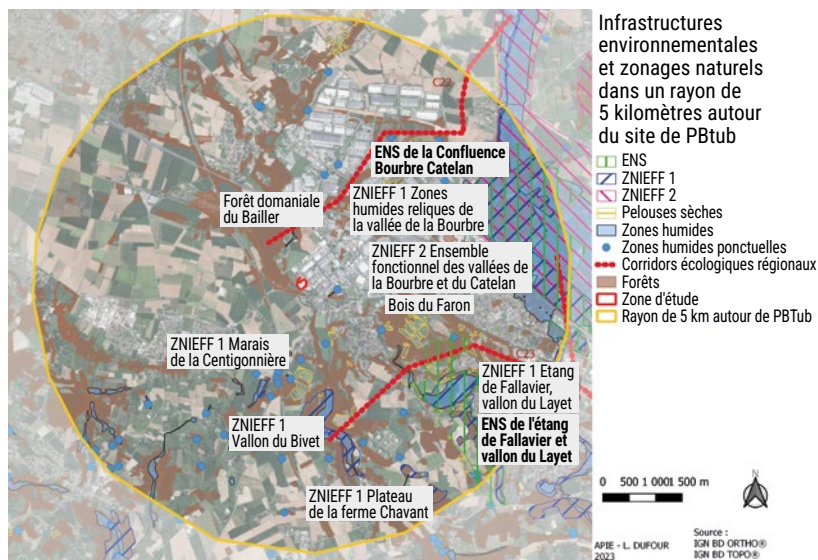 Infrastructures
environnementales
et zonages naturels
dans un rayon de
5 kilomètres autour
du site de PBtub
ENS
ZNIEFF 1
ZNIEFF 2
Pelouses sèches
Zones humides
Zones humides ponctuelles
Corridors écologiques régionaux
Forêts
Zone d'étude
Rayon de 5 km autour de PBTub
C22
ENS de la Confluence
Bourbre Catelan
Forêt domaniale
du Bailler
ZNIEFF 1 Zones
humides reliques de
la vallée de la Bourbre
ZNIEFF 2 Ensemble
fonctionnel des vallées de
la Bourbre et du Catelan
Bois du Faron
ZNIEFF 1 Marais
de la Centigonnière
C23
ZNIEFF 1 Etang
de Fallavier,
vallon du Layet
ZNIEFF 1
Vallon du Bivet
ENS de l'étang
de Fallavier et
vallon du Layet
ZNIEFF 1 Plateau
de la ferme Chavant
0 500 1 000 1 500 m
N
APIE - L. DUFOUR
2023
Source :
IGN BD ORTHO®
IGN BD TOPO®